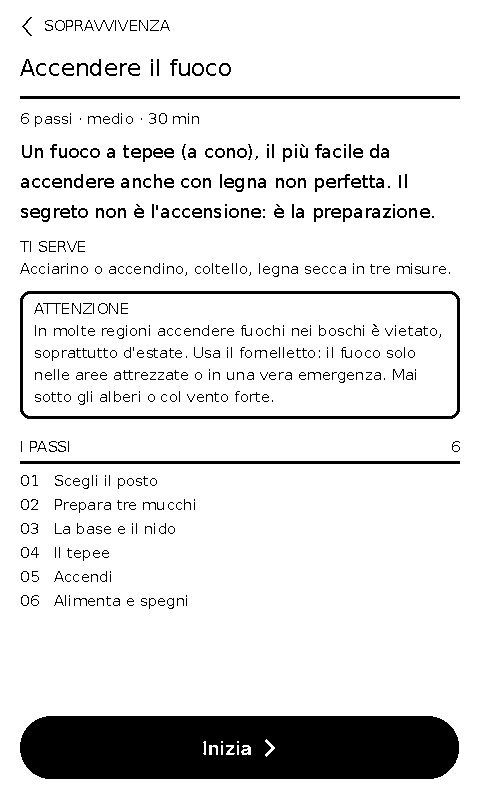 SOPRAVVIVENZA
Accendere il fuoco
6 passi · medio · 30 min
Un fuoco a tepee (a cono), il più facile da
accendere anche con legna non perfetta. Il
segreto non è l'accensione: è la preparazione.
TI SERVE
Acciarino o accendino, coltello, legna secca in tre misure.
ATTENZIONE
In molte regioni accendere fuochi nei boschi è vietato,
soprattutto d'estate. Usa il fornelletto: il fuoco solo
nelle aree attrezzate o in una vera emergenza. Mai
sotto gli alberi o col vento forte.
I PASSI 6
01 Scegli il posto
02 Prepara tre mucchi
03 La base e il nido
04 Il tepee
05 Accendi
06 Alimenta e spegni
Inizia